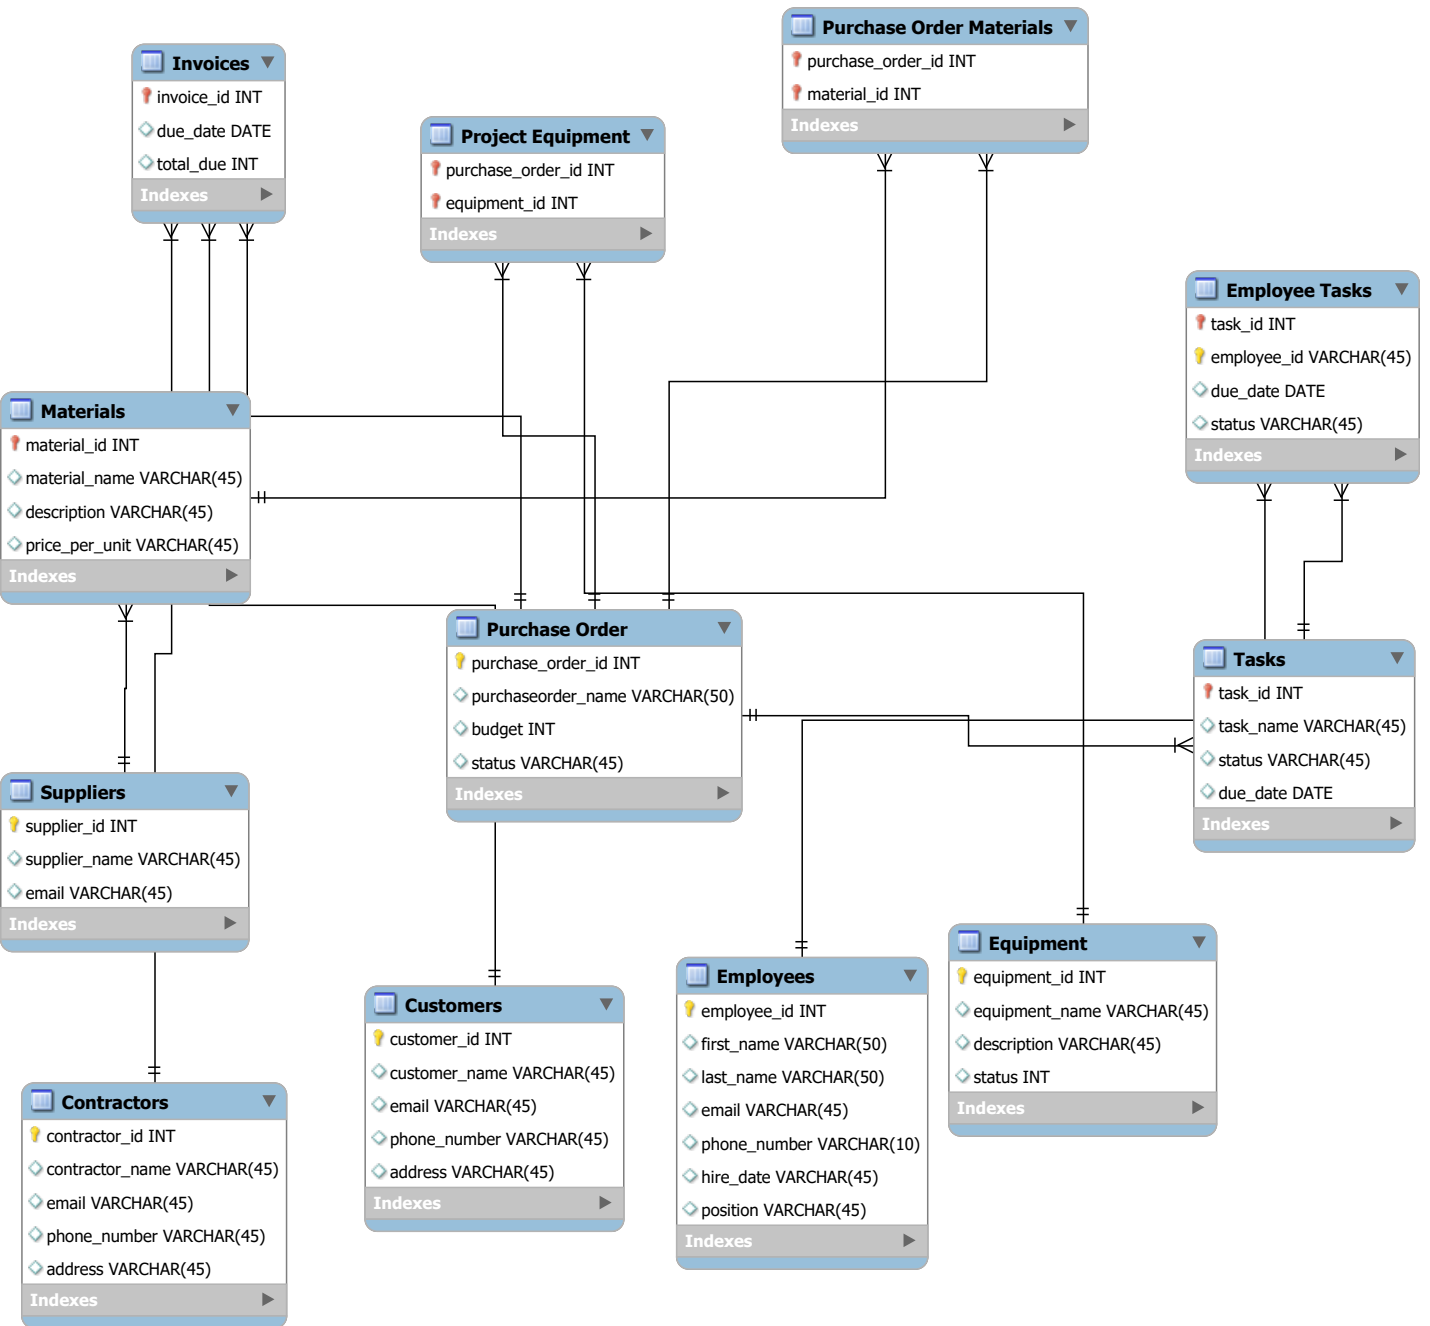 Purchase Order Materials
purchase_order_id INT
material_id INT
Indexes
Invoices
invoice_id INT
due_date DATE
total_due INT
Indexes
Project Equipment
purchase_order_id INT
equipment_id INT
Indexes
Employee Tasks
task_id INT
employee_id VARCHAR(45)
due_date DATE
status VARCHAR(45)
Indexes
Materials
material_id INT
material_name VARCHAR(45)
description VARCHAR(45)
price_per_unit VARCHAR(45)
Indexes
Purchase Order
purchase_order_id INT
purchaseorder_name VARCHAR(50)
budget INT
status VARCHAR(45)
Indexes
Tasks
task_id INT
task_name VARCHAR(45)
status VARCHAR(45)
due_date DATE
Indexes
Suppliers
supplier_id INT
supplier_name VARCHAR(45)
email VARCHAR(45)
Indexes
Equipment
equipment_id INT
equipment_name VARCHAR(45)
description VARCHAR(45)
status INT
Indexes
Employees
employee_id INT
first_name VARCHAR(50)
last_name VARCHAR(50)
email VARCHAR(45)
phone_number VARCHAR(10)
hire_date VARCHAR(45)
position VARCHAR(45)
Indexes
Customers
customer_id INT
customer_name VARCHAR(45)
email VARCHAR(45)
phone_number VARCHAR(45)
address VARCHAR(45)
Indexes
Contractors
contractor_id INT
contractor_name VARCHAR(45)
email VARCHAR(45)
phone_number VARCHAR(45)
address VARCHAR(45)
Indexes